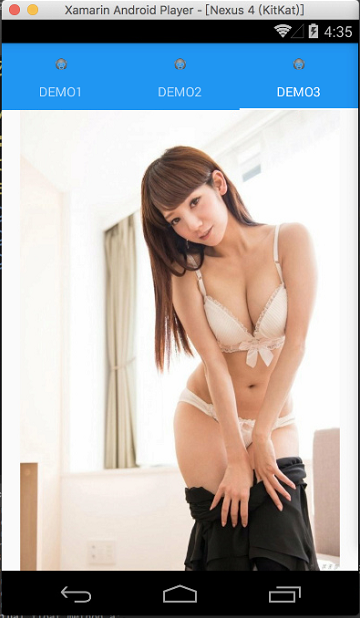 Xamarin Android Player - [Nexus 4 (KitKat)]
4:35
DEMO1 DEMO2 DEMO3